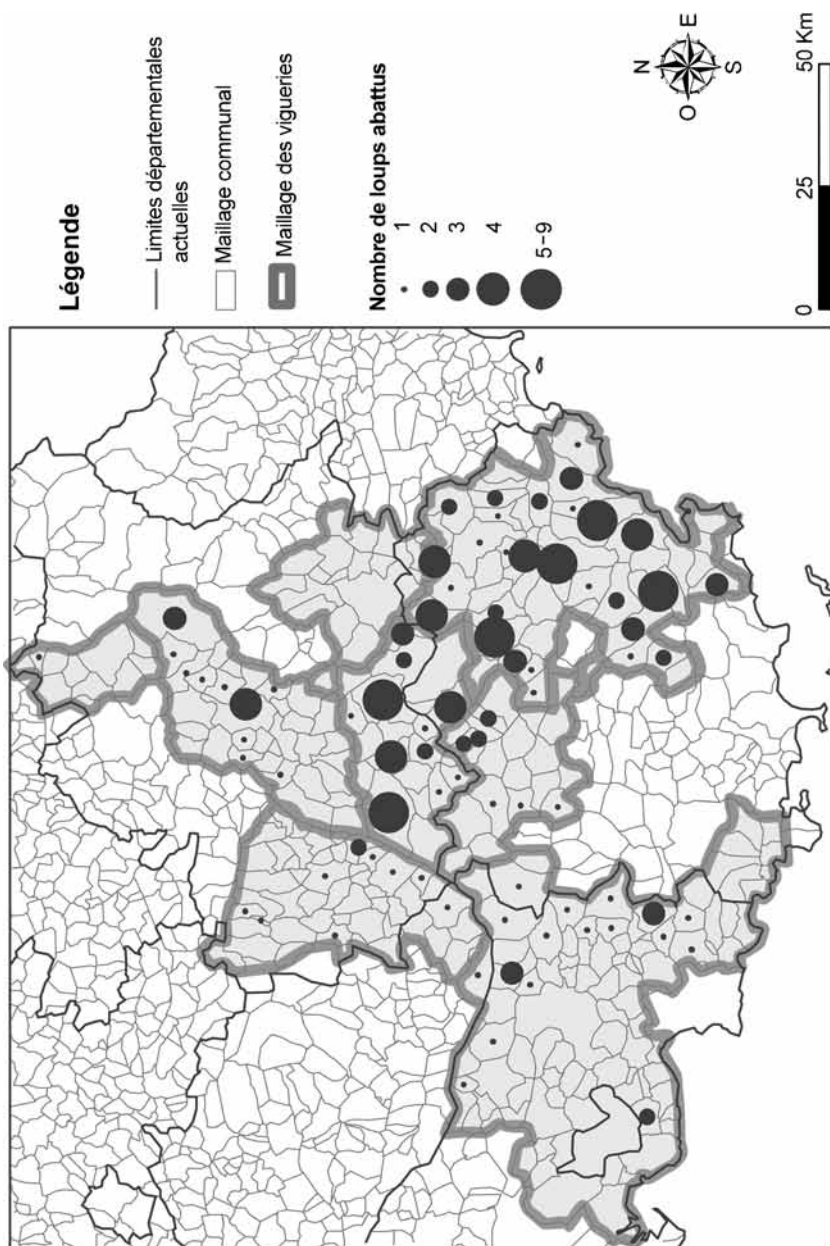 Légende
Limites départementales
actuelles
Maillage communal
Maillage des vigueries
Nombre de loups abattus
1
2
3
4
5-9
N
O
E
S
0
25
50 Km